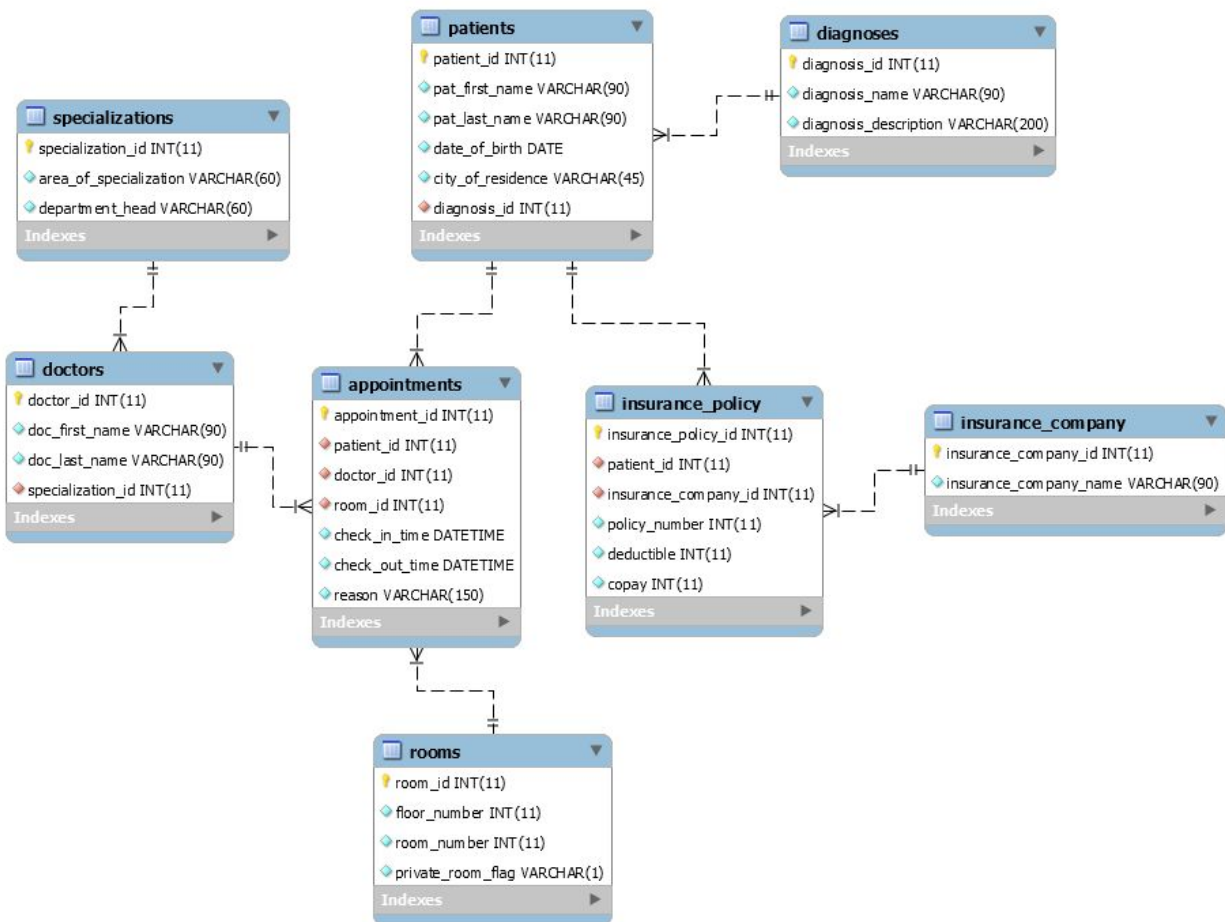 patients
patient_id INT(11)
pat_first_name VARCHAR(90)
pat_last_name VARCHAR(90)
date_of_birth DATE
city_of_residence VARCHAR(45)
diagnosis_id INT(11)
Indexes
diagnoses
diagnosis_id INT(11)
diagnosis_name VARCHAR(90)
diagnosis_description VARCHAR(200)
Indexes
specializations
specialization_id INT(11)
area_of_specialization VARCHAR(60)
department_head VARCHAR(60)
Indexes
doctors
doctor_id INT(11)
doc_first_name VARCHAR(90)
doc_last_name VARCHAR(90)
specialization_id INT(11)
Indexes
appointments
appointment_id INT(11)
patient_id INT(11)
doctor_id INT(11)
room_id INT(11)
check_in_time DATETIME
check_out_time DATETIME
reason VARCHAR(150)
Indexes
insurance_policy
insurance_policy_id INT(11)
patient_id INT(11)
insurance_company_id INT(11)
policy_number INT(11)
deductible INT(11)
copay INT(11)
Indexes
insurance_company
insurance_company_id INT(11)
insurance_company_name VARCHAR(90)
Indexes
rooms
room_id INT(11)
floor_number INT(11)
room_number INT(11)
private_room_flag VARCHAR(1)
Indexes